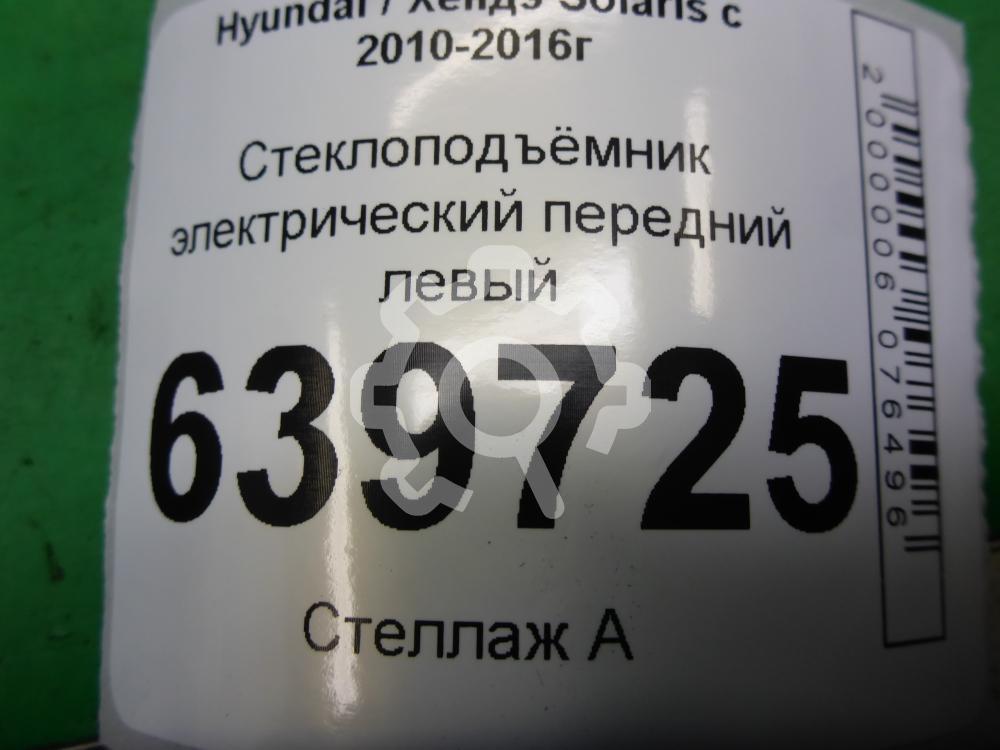 Hyundai / Хендэ Solaris с
2010-2016г
Стеклоподъёмник
электрический передний
левый
639725
Стеллаж А
2000006076496